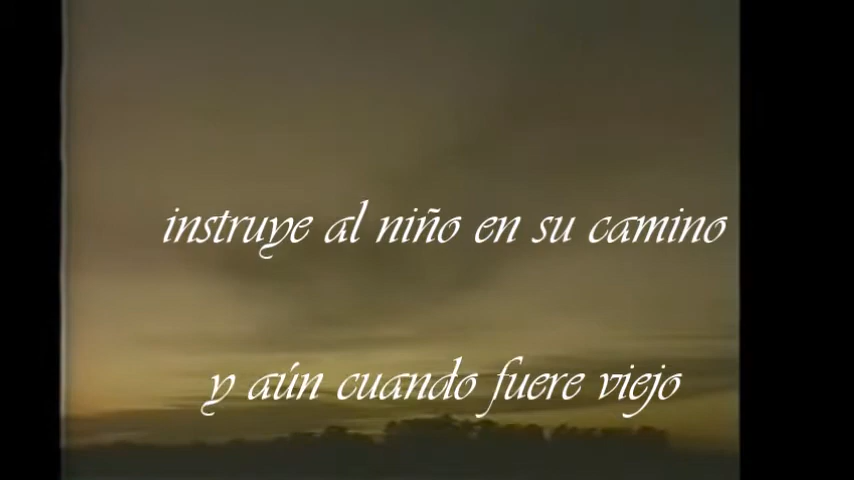 instruye al niño en su camino
y aún cuando fuere viejo